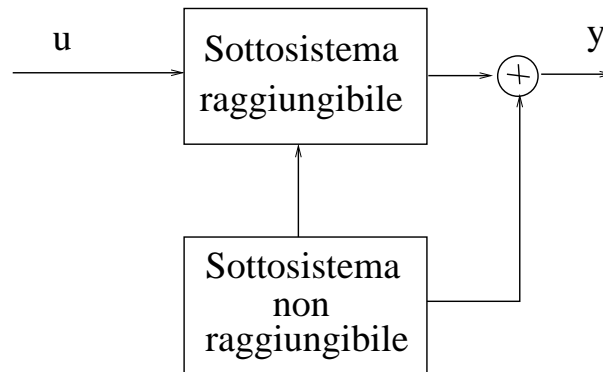 u
Sottosistema
raggiungibile
y
Sottosistema
non
raggiungibile